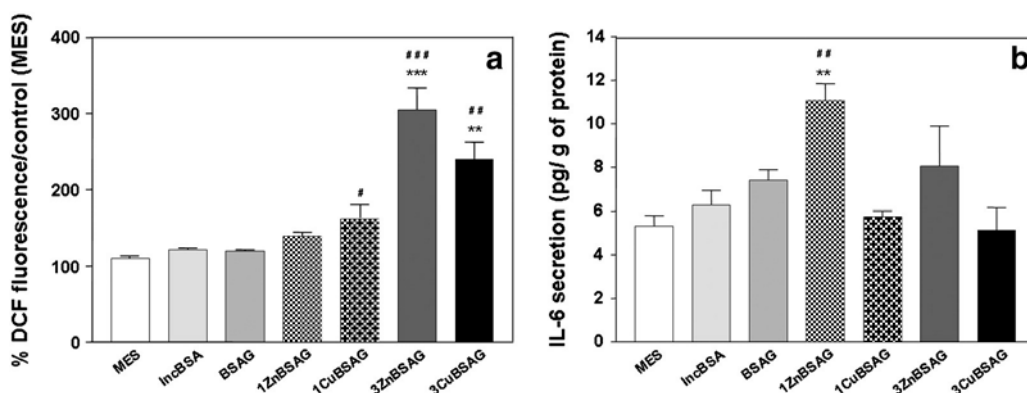 % DCF fluorescence/control (MES)
400
300
200
100
0
a
###
***
##
**
#
MES
IncBSA
BSAG
1ZnBSAG
1CuBSAG
3ZnBSAG
3CuBSAG
IL-6 secretion (pg/ g of protein)
14
12
10
8
6
4
2
0
b
##
**
MES
IncBSA
BSAG
1ZnBSAG
1CuBSAG
3ZnBSAG
3CuBSAG